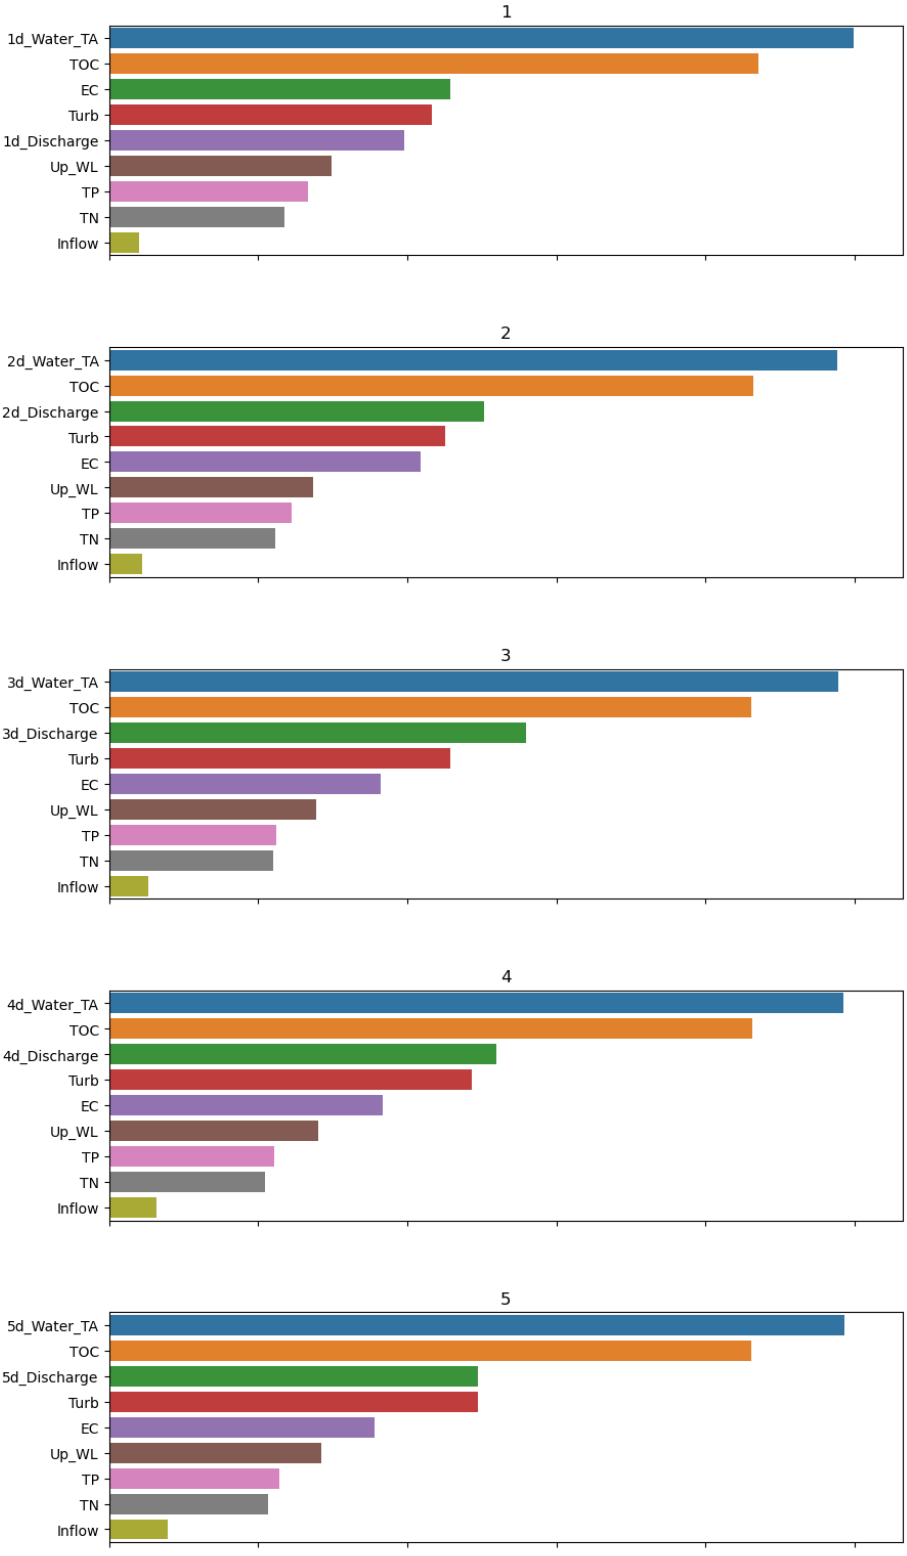 1
1d_Water_TA
TOC
EC
Turb
1d_Discharge
Up_WL
TP
TN
Inflow
2
2d_Water_TA
TOC
2d_Discharge
Turb
EC
Up_WL
TP
TN
Inflow
3
3d_Water_TA
TOC
3d_Discharge
Turb
EC
Up_WL
TP
TN
Inflow
4
4d_Water_TA
TOC
4d_Discharge
Turb
EC
Up_WL
TP
TN
Inflow
5
5d_Water_TA
TOC
5d_Discharge
Turb
EC
Up_WL
TP
TN
Inflow